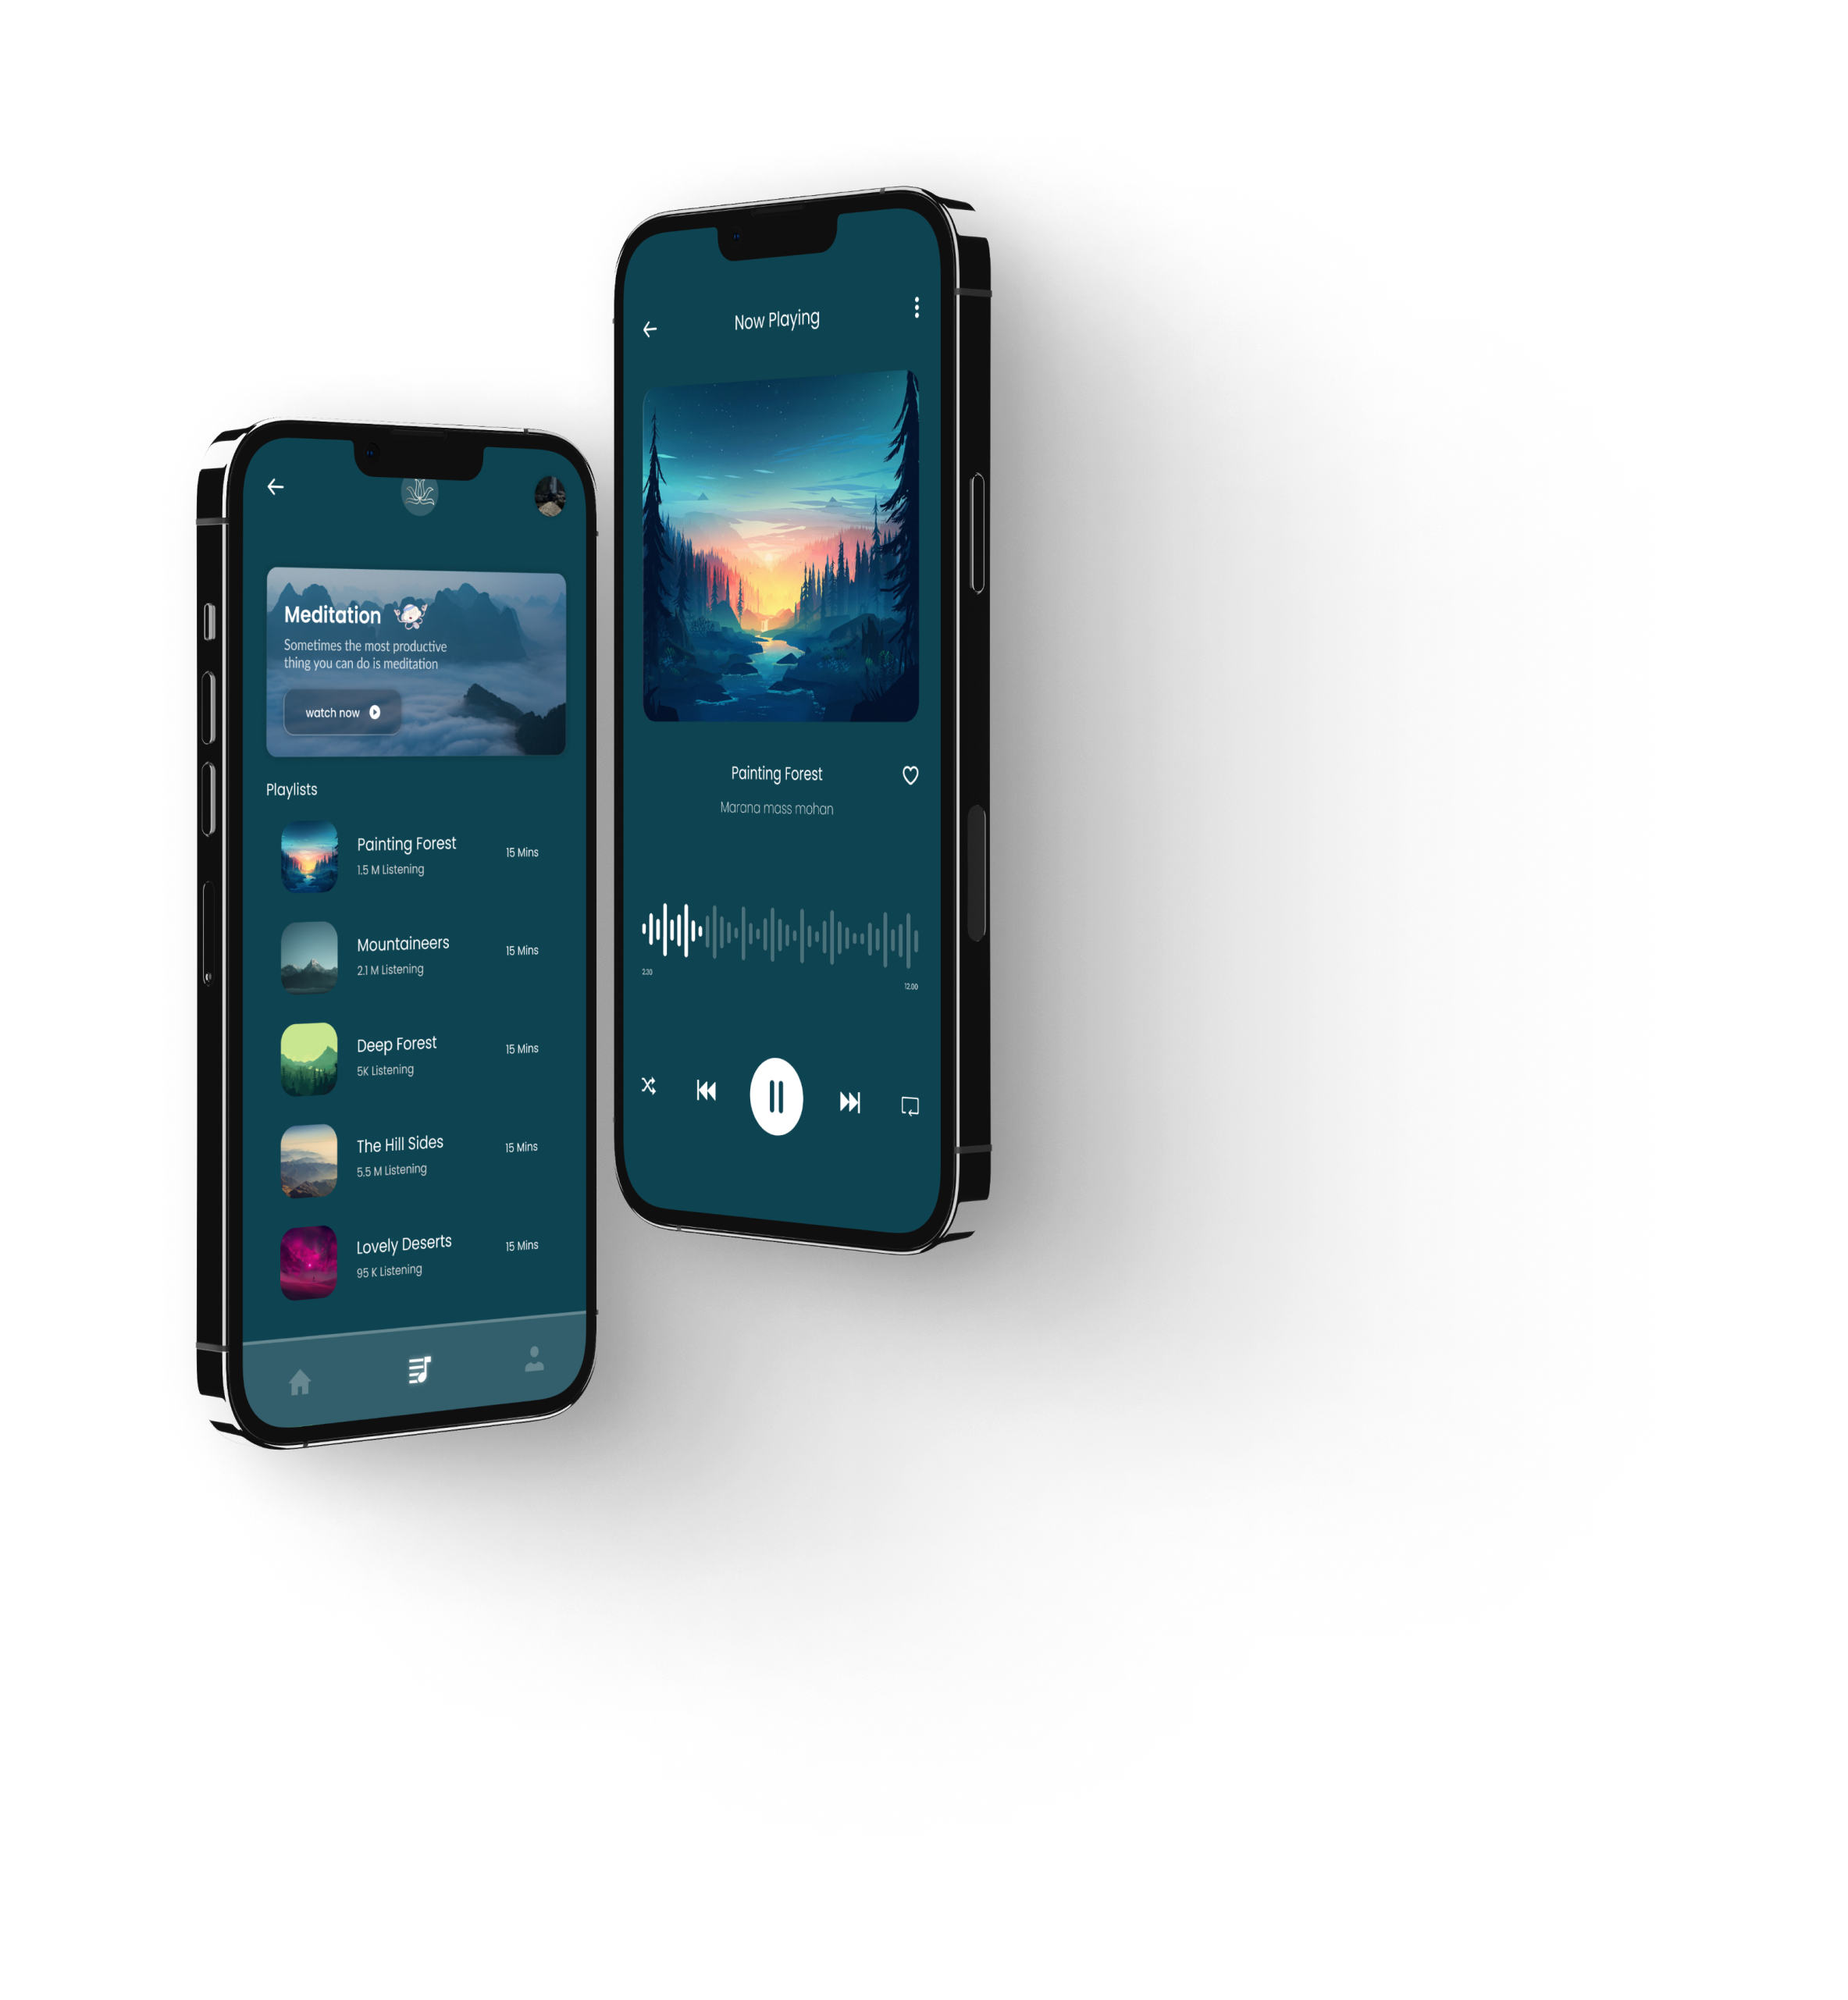 Meditation
Sometimes the most productive
thing you can do is meditation
watch now
Playlists
Painting Forest
1.5 M Listening
15 Mins
Mountaineers
2.1 M Listening
15 Mins
Deep Forest
5K Listening
15 Mins
The Hill Sides
5.5 M Listening
15 Mins
Lovely Deserts
95 K Listening
15 Mins
Now Playing
Painting Forest
Marana mass mohan
2.30
12.00